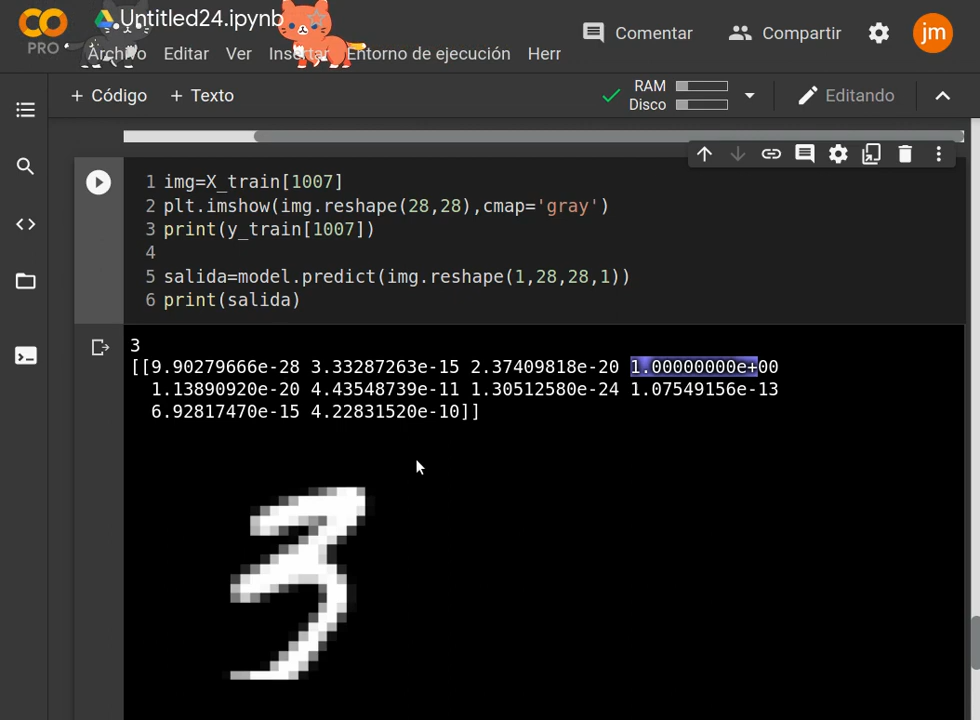 CO
PRO
Untitled24.ipynb
Comentar
Compartir
jm
Archivo Editar Ver Insertar Entorno de ejecución Herr
+ Código + Texto
RAM
Disco
Editando
1 img=X_train[1007]
2 plt.imshow(img.reshape(28,28),cmap='gray')
3 print(y_train[1007])
4
5 salida=model.predict(img.reshape(1,28,28,1))
6 print(salida)
3
[[9.90279666e-28 3.33287263e-15 2.37409818e-20 1.00000000e+00
1.13890920e-20 4.43548739e-11 1.30512580e-24 1.07549156e-13
6.92817470e-15 4.22831520e-10]]
3